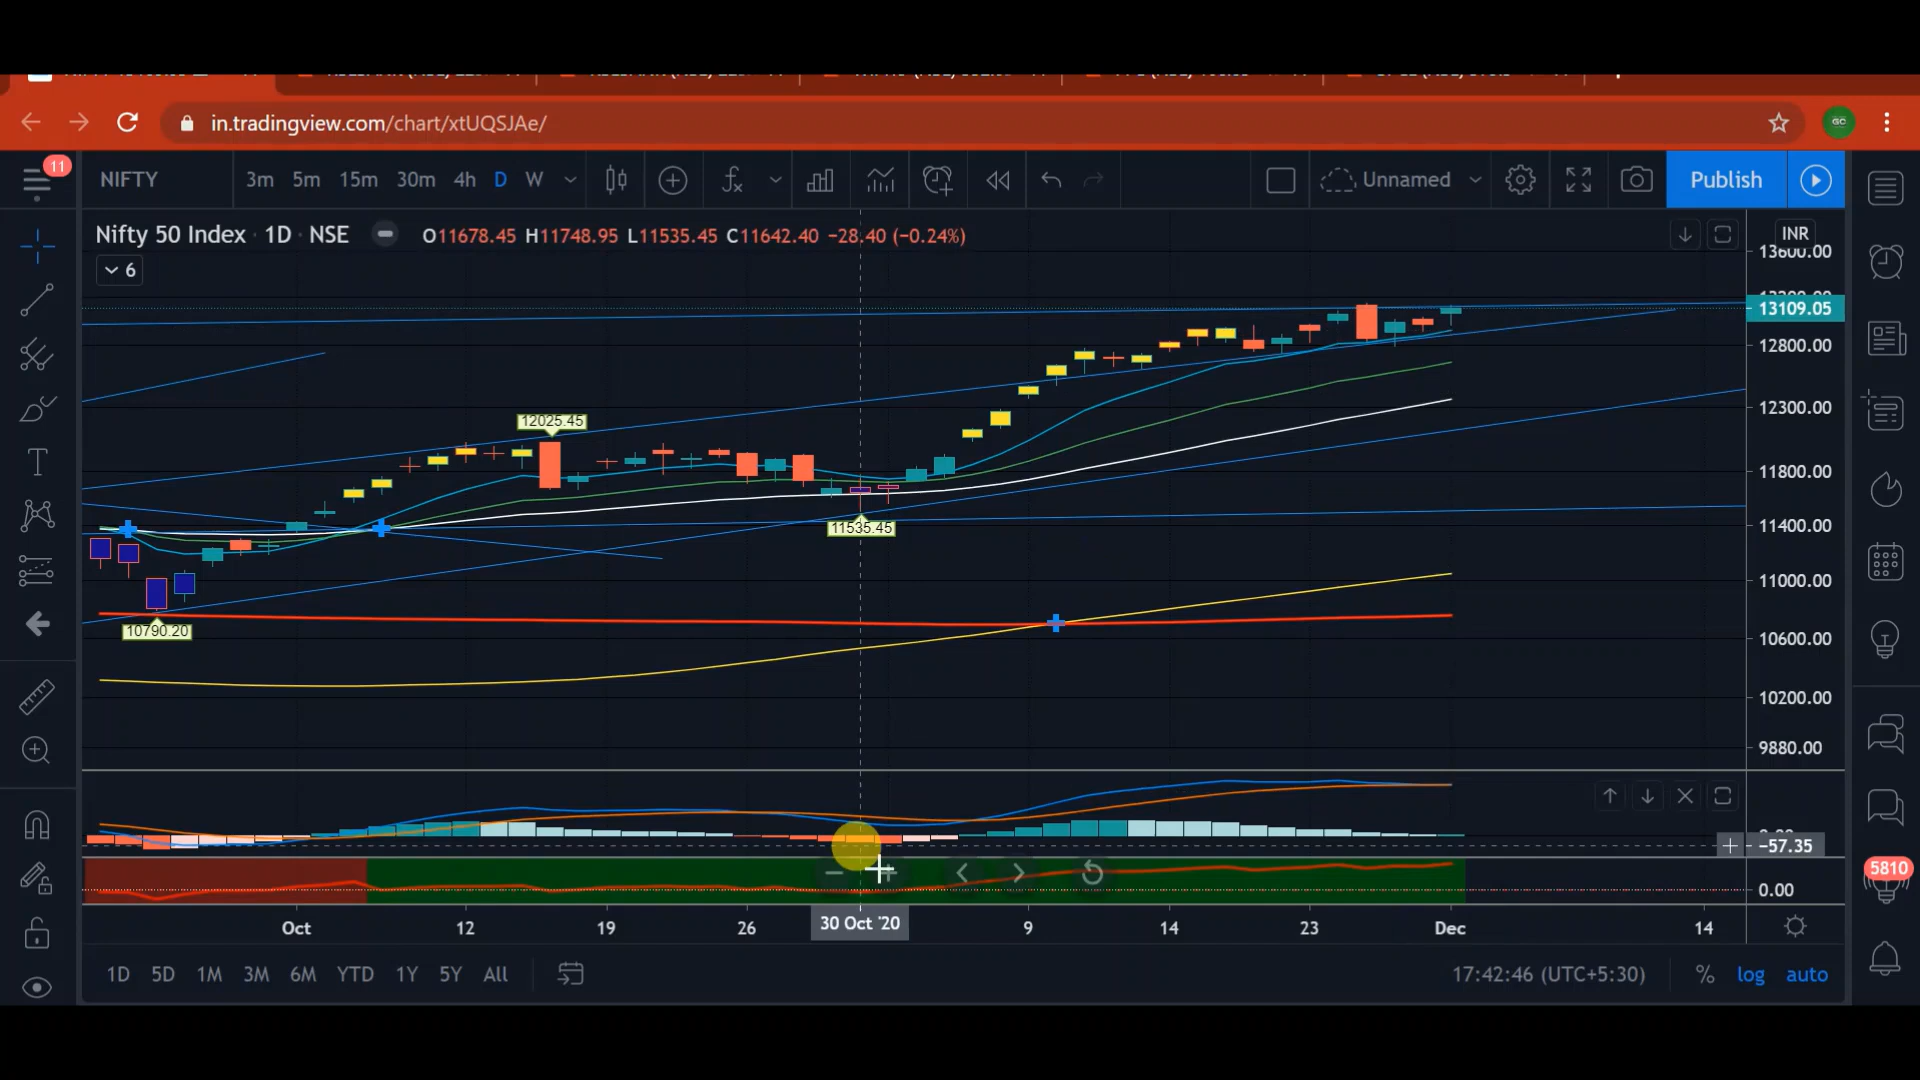 in.tradingview.com/chart/xtUQSJAe/
GC
11
NIFTY
3m 5m 15m 30m 4h D W
Unnamed
Publish
Nifty 50 Index · 1D · NSE
O11678.45 H11748.95 L11535.45 C11642.40 −28.40 (−0.24%)
6
INR
13600.00
13109.05
12800.00
12300.00
11800.00
11400.00
11000.00
10600.00
10200.00
9880.00
12025.45
11535.45
10790.20
−57.35
0.00
5810
Oct 12 19 26 30 Oct '20 9 14 23 Dec 14
1D 5D 1M 3M 6M YTD 1Y 5Y All
17:42:46 (UTC+5:30) % log auto